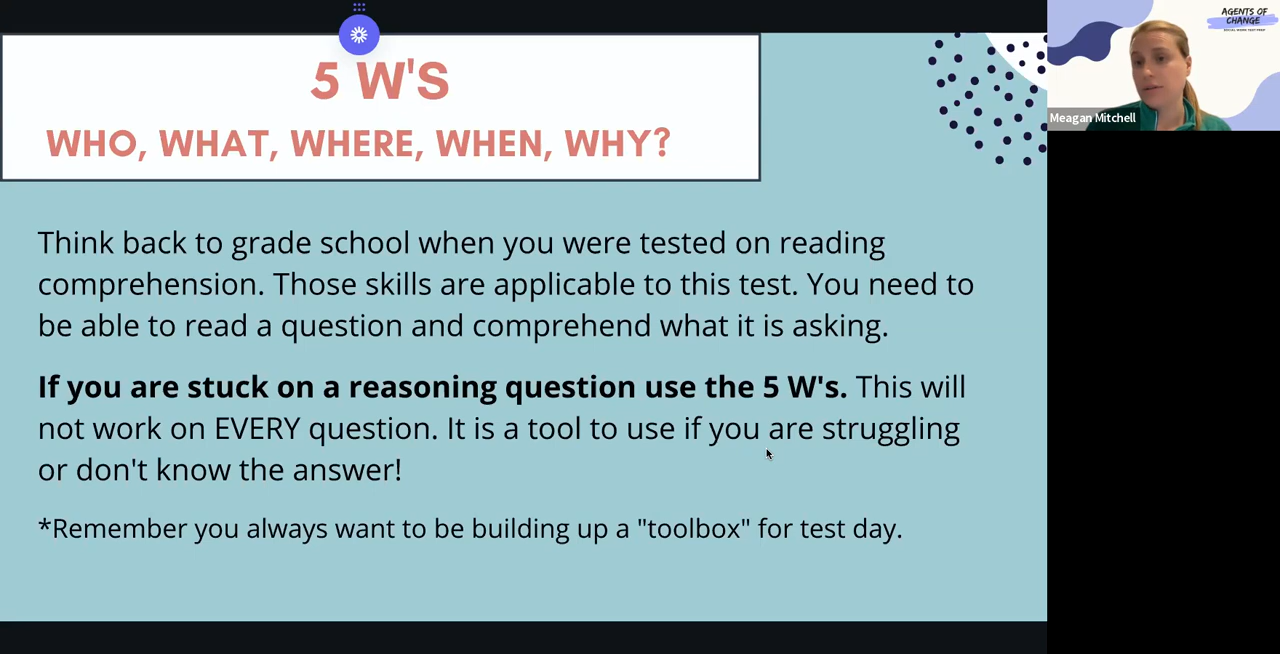 5 W'S
WHO, WHAT, WHERE, WHEN, WHY?
Think back to grade school when you were tested on reading
comprehension. Those skills are applicable to this test. You need to
be able to read a question and comprehend what it is asking.
If you are stuck on a reasoning question use the 5 W's. This will
not work on EVERY question. It is a tool to use if you are struggling
or don't know the answer!
*Remember you always want to be building up a "toolbox" for test day.
AGENTS OF
CHANGE
SOCIAL WORK TEST PREP
Meagan Mitchell